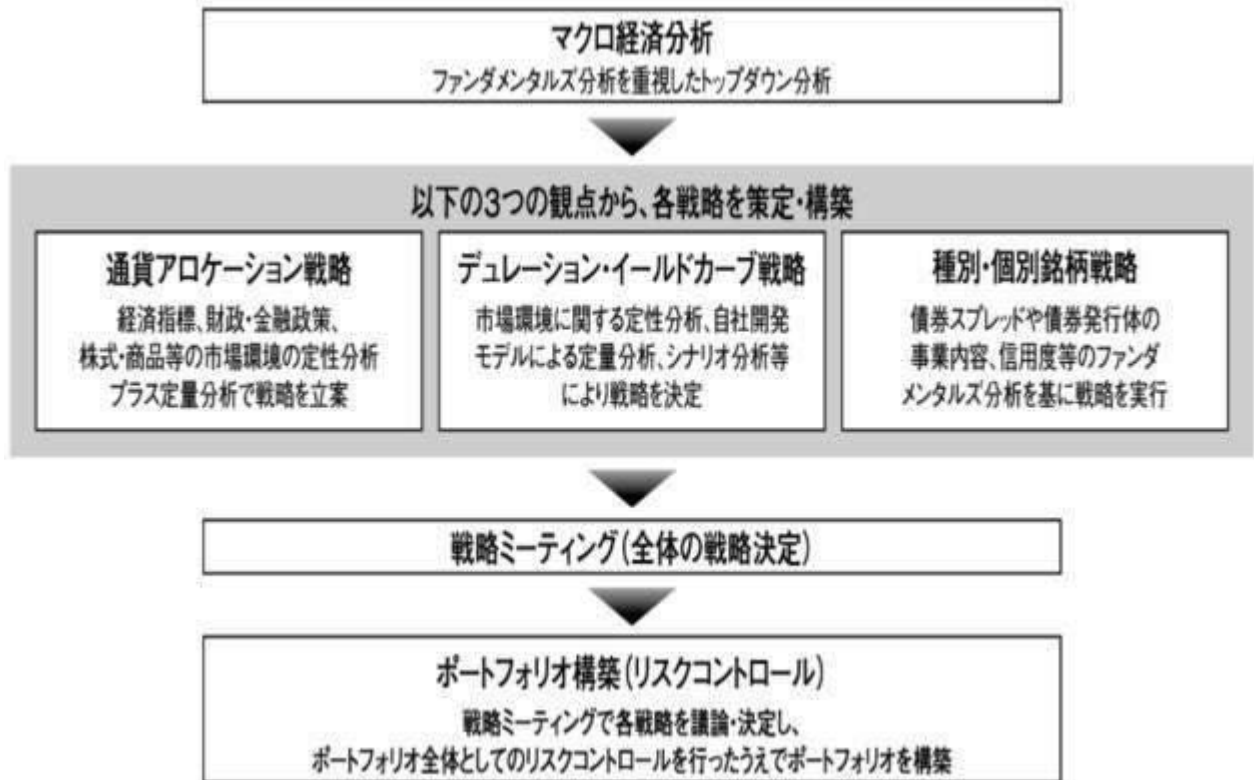 マクロ経済分析
ファンダメンタルズ分析を重視したトップダウン分析
以下の3つの観点から、各戦略を策定・構築
通貨アロケーション戦略
経済指標、財政・金融政策、
株式・商品等の市場環境の定性分析
プラス定量分析で戦略を立案
デュレーション・イールドカーブ戦略
市場環境に関する定性分析、自社開発
モデルによる定量分析、シナリオ分析等
により戦略を決定
種別・個別銘柄戦略
債券スプレッドや債券発行体の
事業内容、信用度等のファンダ
メンタルズ分析を基に戦略を実行
戦略ミーティング(全体の戦略決定)
ポートフォリオ構築(リスクコントロール)
戦略ミーティングで各戦略を議論・決定し、
ポートフォリオ全体としてのリスクコントロールを行ったうえでポートフォリオを構築